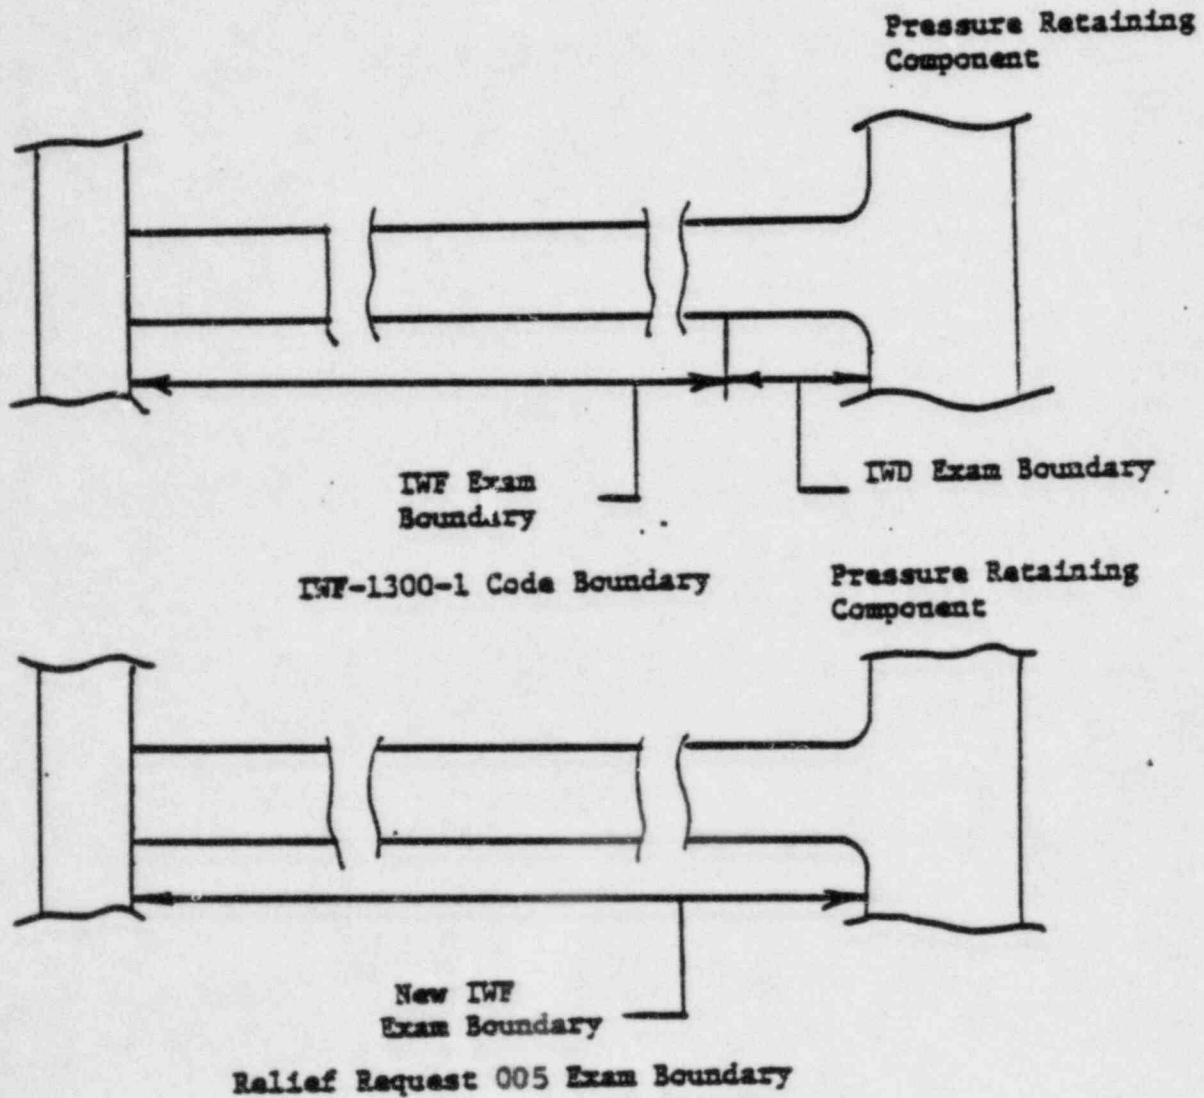 Pressure Retaining
Component
IWF Exam
Boundary
IWD Exam Boundary
IWF-1300-1 Code Boundary
Pressure Retaining
Component
New IWF
Exam Boundary
Relief Request 005 Exam Boundary